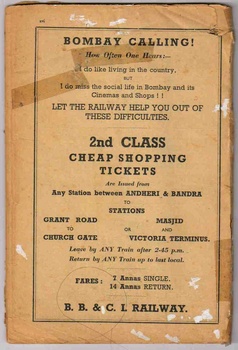 BOMBAY CALLING!
How Often One Hears:—
I do like living in the country,
BUT
I do miss the social life in Bombay and its
Cinemas and Shops ! !
LET THE RAILWAY HELP YOU OUT OF
THESE DIFFICULTIES.
2nd CLASS
CHEAP SHOPPING
TICKETS
Are Issued from
Any Station between ANDHERI & BANDRA
TO
STATIONS
GRANT ROAD MASJID
TO OR AND
CHURCH GATE VICTORIA TERMINUS.
Leave by ANY Train after 2-45 p.m.
Return by ANY Train up to last local.
FARES: 7 Annas SINGLE.
14 Annas RETURN.
B. B. & C. I. RAILWAY.